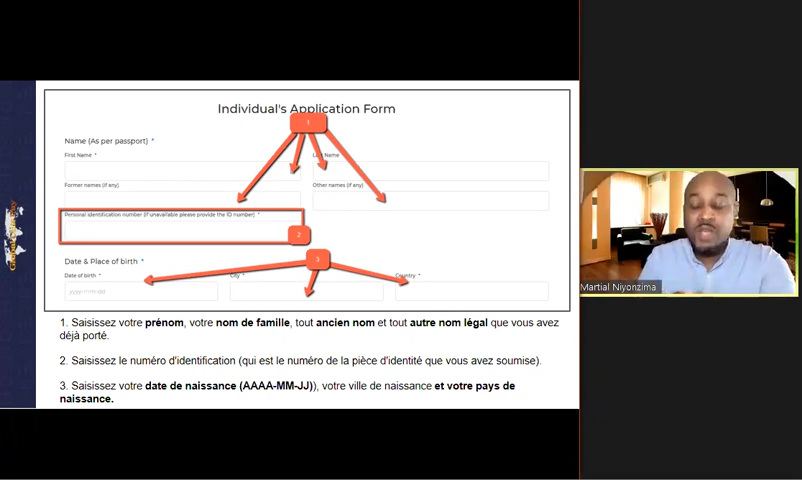 Individual's Application Form
1
Name (As per passport) *
First Name *
Last Name
Former names (if any)
Other names (if any)
Personal identification number (if unavailable please provide the ID number) *
2
Date & Place of birth *
3
Date of birth *
City *
Country *
yyyy-mm-dd
1. Saisissez votre prénom, votre nom de famille, tout ancien nom et tout autre nom légal que vous avez
déjà porté.
2. Saisissez le numéro d'identification (qui est le numéro de la pièce d'identité que vous avez soumise).
3. Saisissez votre date de naissance (AAAA-MM-JJ)), votre ville de naissance et votre pays de
naissance.
Martial Niyonzima